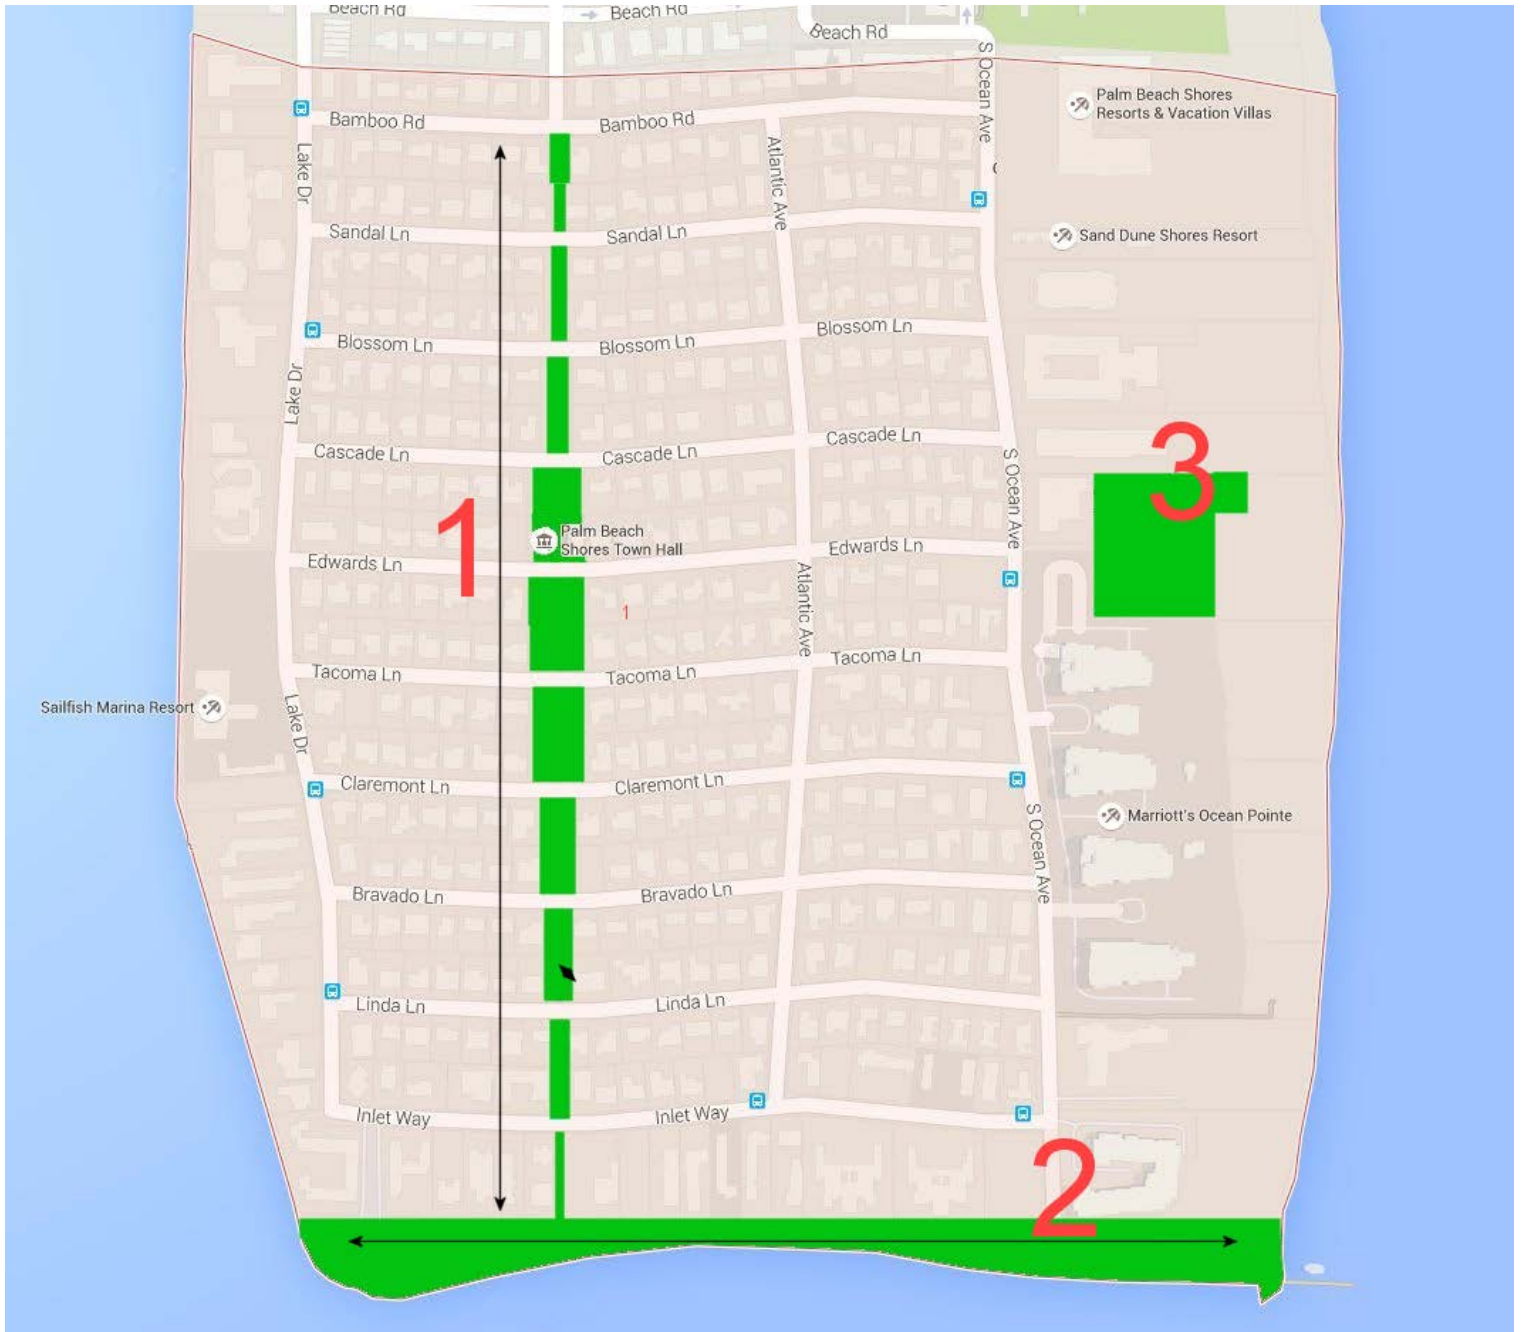 Beach Rd
Beach Rd
Beach Rd
S Ocean Ave
Palm Beach Shores
Resorts & Vacation Villas
Bamboo Rd
Bamboo Rd
Lake Dr
Atlantic Ave
Sandal Ln
Sandal Ln
Sand Dune Shores Resort
Blossom Ln
Blossom Ln
Blossom Ln
Lake Dr
Cascade Ln
Cascade Ln
Cascade Ln
S Ocean Ave
3
1
Palm Beach
Shores Town Hall
Edwards Ln
Edwards Ln
Atlantic Ave
1
Tacoma Ln
Tacoma Ln
Tacoma Ln
Sailfish Marina Resort
Lake Dr
Claremont Ln
Claremont Ln
S Ocean Ave
Marriott's Ocean Pointe
Bravado Ln
Bravado Ln
Linda Ln
Linda Ln
Inlet Way
Inlet Way
2